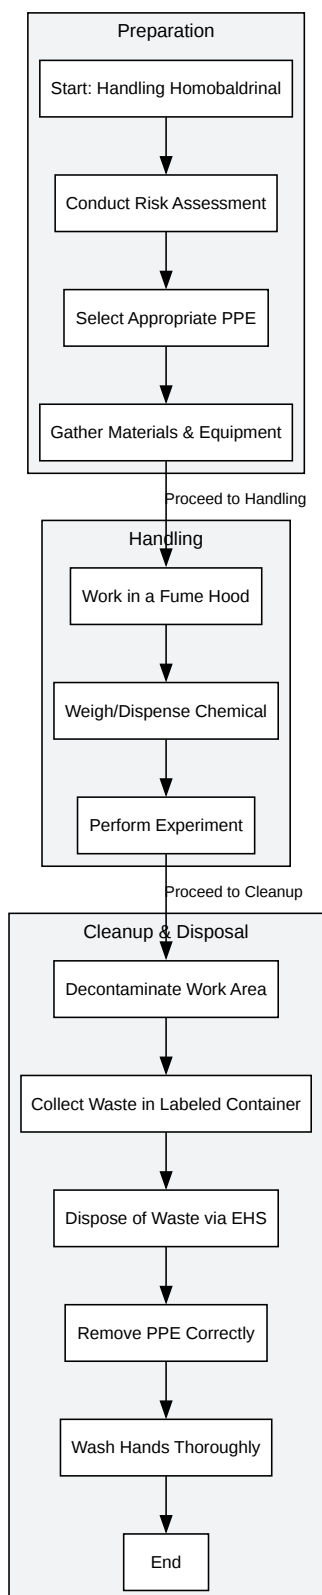 Preparation
Start: Handling Homobaldrinal
Conduct Risk Assessment
Select Appropriate PPE
Gather Materials & Equipment
Proceed to Handling
Handling
Work in a Fume Hood
Weigh/Dispense Chemical
Perform Experiment
Proceed to Cleanup
Cleanup & Disposal
Decontaminate Work Area
Collect Waste in Labeled Container
Dispose of Waste via EHS
Remove PPE Correctly
Wash Hands Thoroughly
End